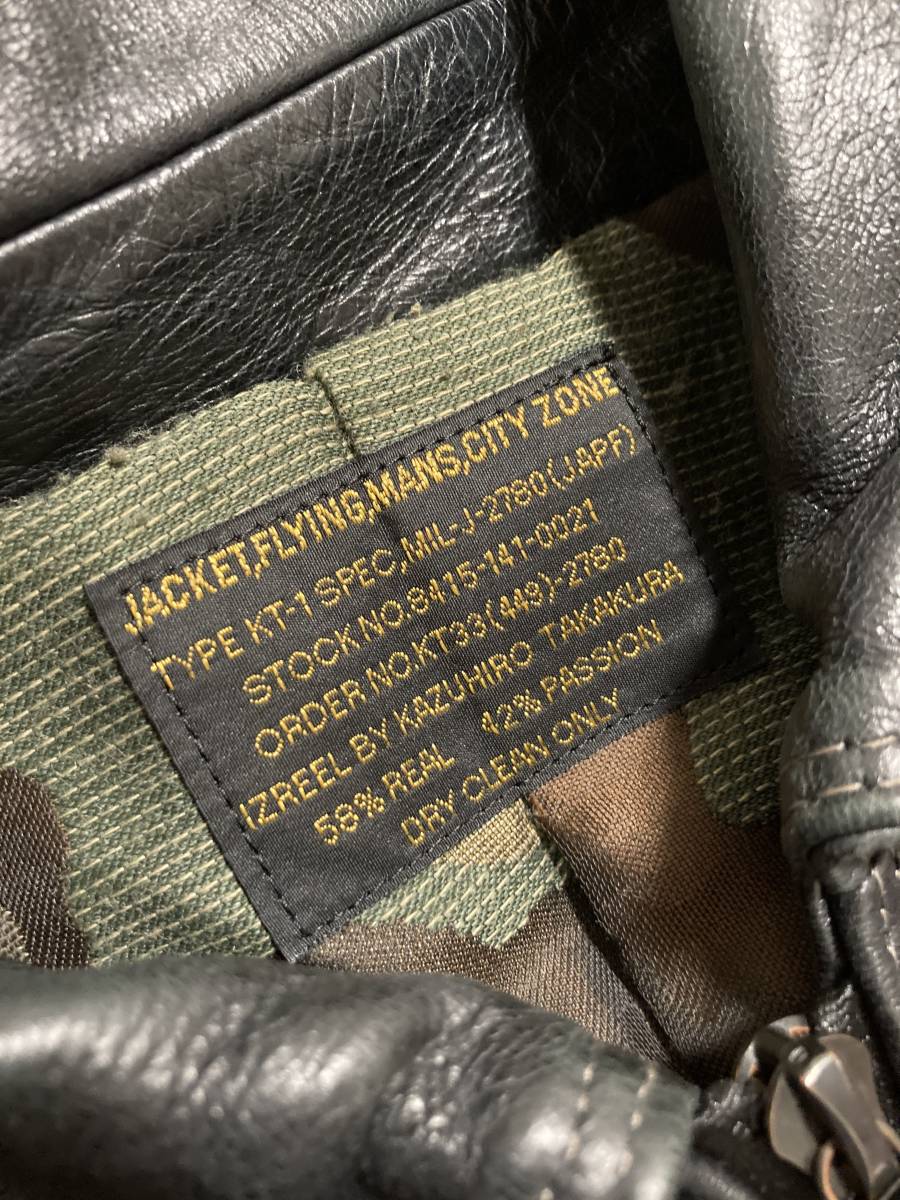 JACKET,FLYING,MANS,CITY ZONE
TYPE KT-1 SPEC,MIL-J-2780(JAPF)
STOCK NO.8415-141-0021
ORDER NO.KT33(449)-2780
IZREEL BY KAZUHIRO TAKAKURA
58% REAL 42% PASSION
DRY CLEAN ONLY